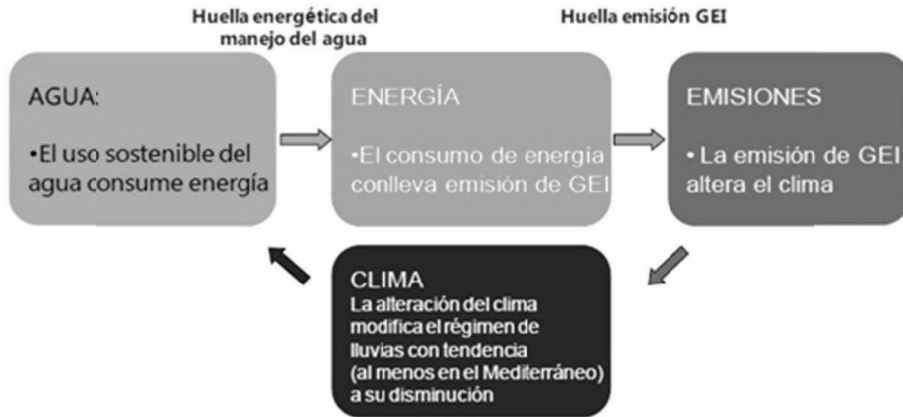 Huella energética del
manejo del agua
Huella emisión GEI
AGUA:
•El uso sostenible del
agua consume energía
ENERGÍA
•El consumo de energía
conlleva emisión de GEI
EMISIONES
• La emisión de GEI
altera el clima
CLIMA
La alteración del clima
modifica el régimen de
lluvias con tendencia
(al menos en el Mediterráneo)
a su disminución